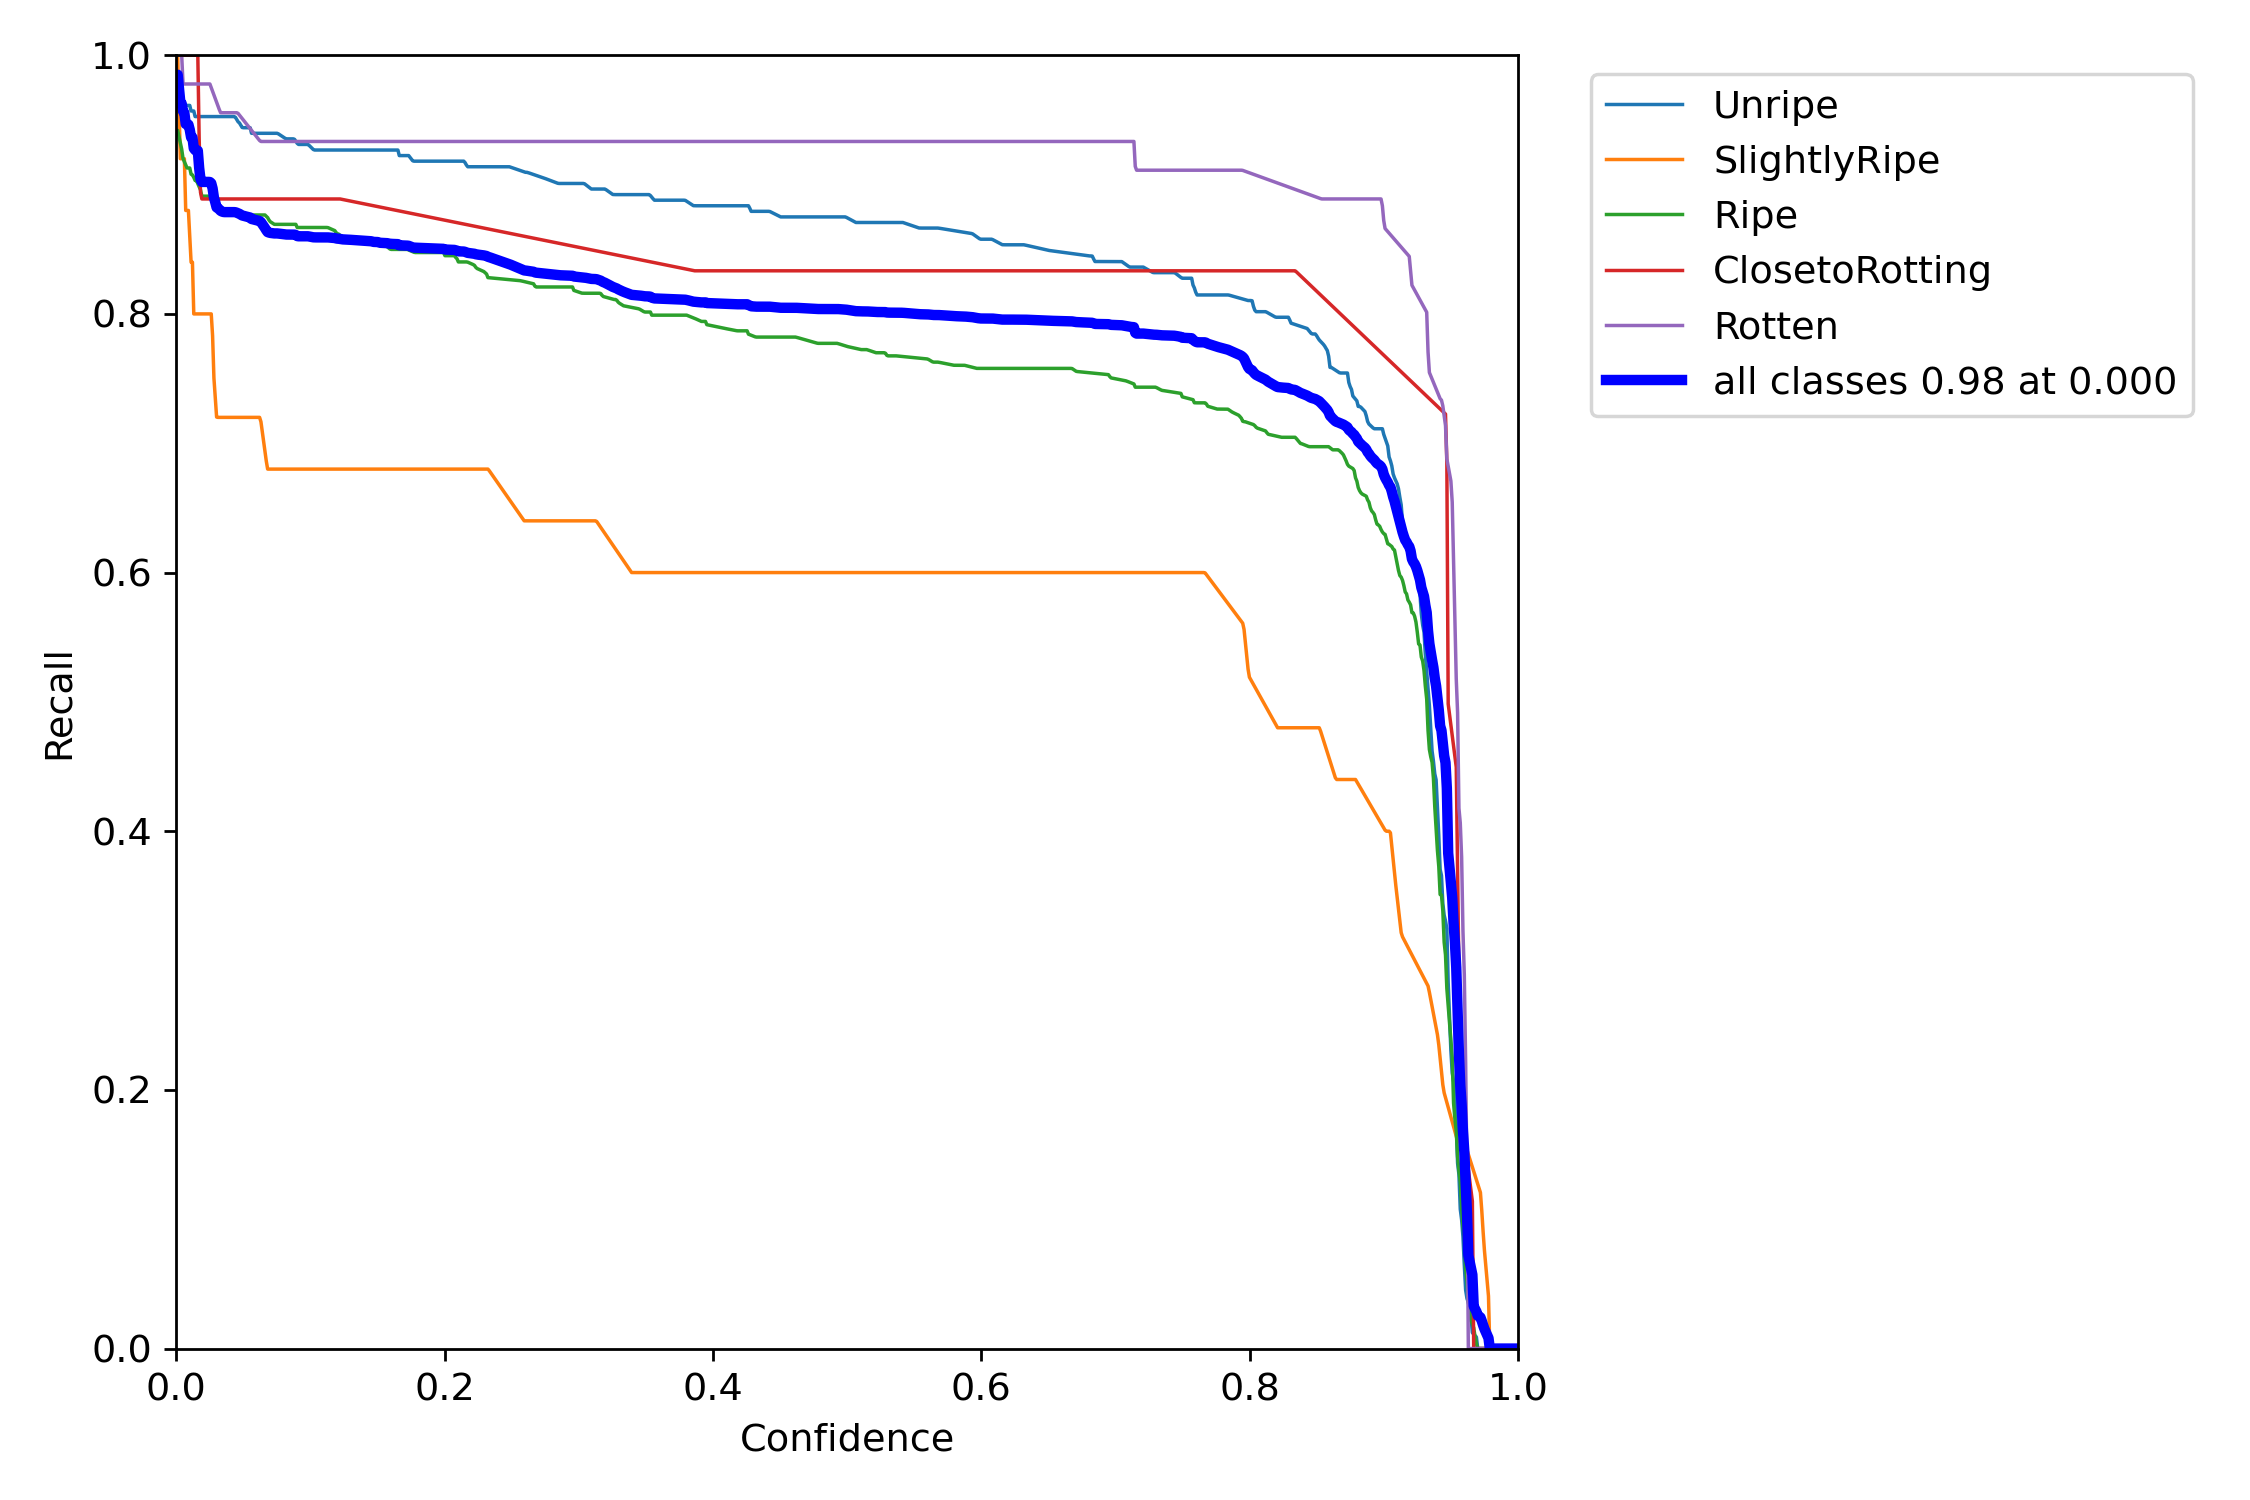 1.0
0.8
0.6
0.4
0.2
0.0
Recall
0.0 0.2 0.4 0.6 0.8 1.0
Confidence
Unripe
SlightlyRipe
Ripe
ClosetoRotting
Rotten
all classes 0.98 at 0.000